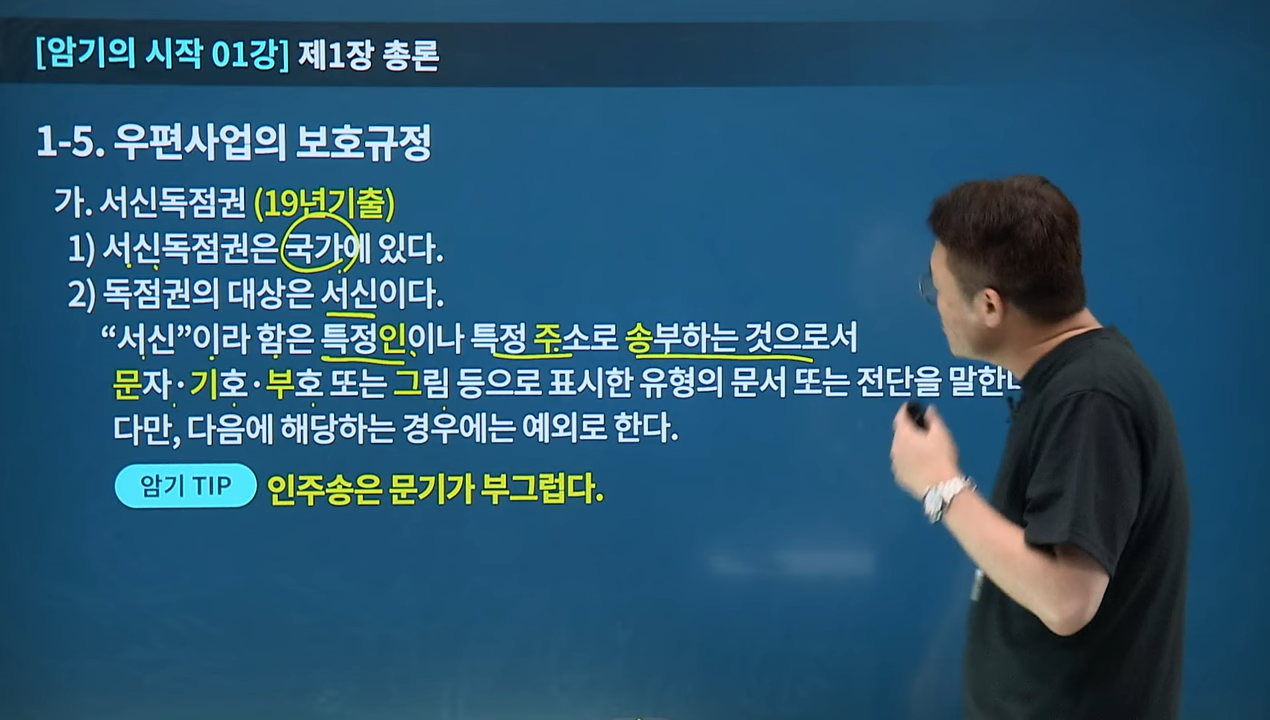 [암기의 시작 01강] 제1장 총론
1-5. 우편사업의 보호규정
가. 서신독점권 (19년기출)
1) 서신독점권은 국가에 있다.
2) 독점권의 대상은 서신이다.
“서신”이라 함은 특정인이나 특정 주소로 송부하는 것으로서
문자·기호·부호 또는 그림 등으로 표시한 유형의 문서 또는 전단을
다만, 다음에 해당하는 경우에는 예외로 한다.
암기 TIP 인주송은 문기가 부그럽다.